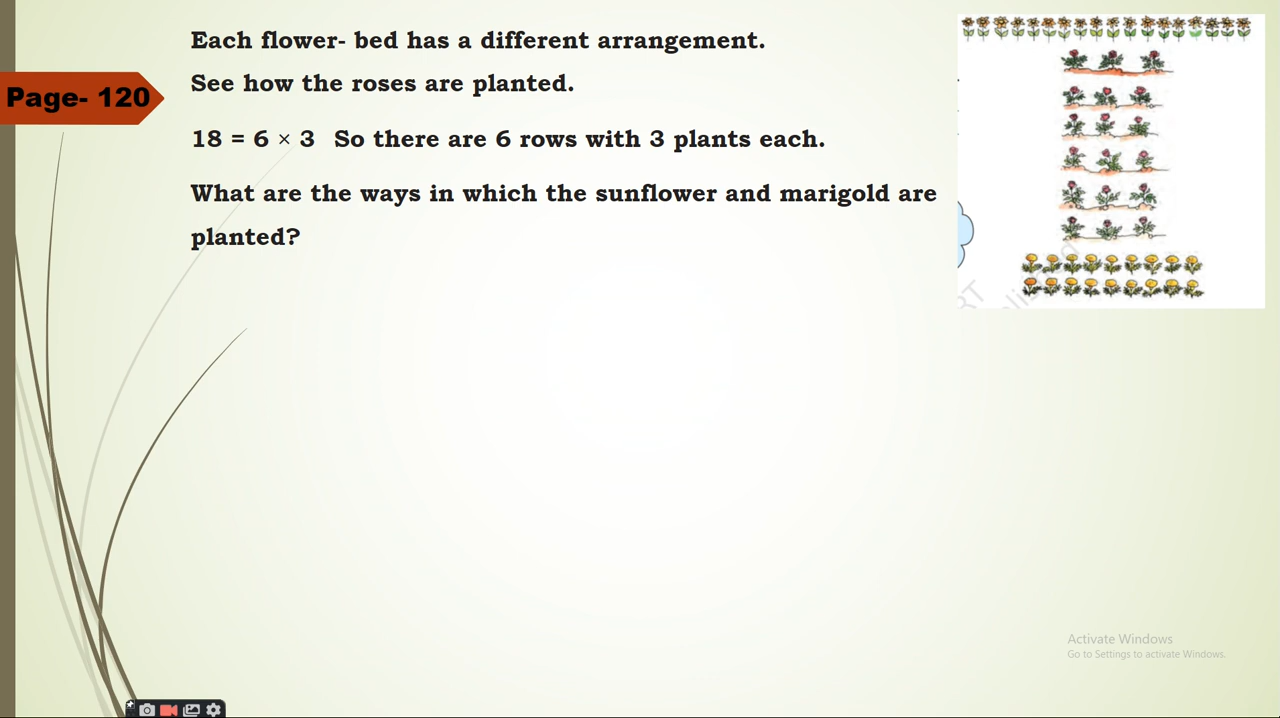 Each flower- bed has a different arrangement.
See how the roses are planted.
Page- 120
18 = 6 × 3 So there are 6 rows with 3 plants each.
What are the ways in which the sunflower and marigold are
planted?
Activate Windows
Go to Settings to activate Windows.